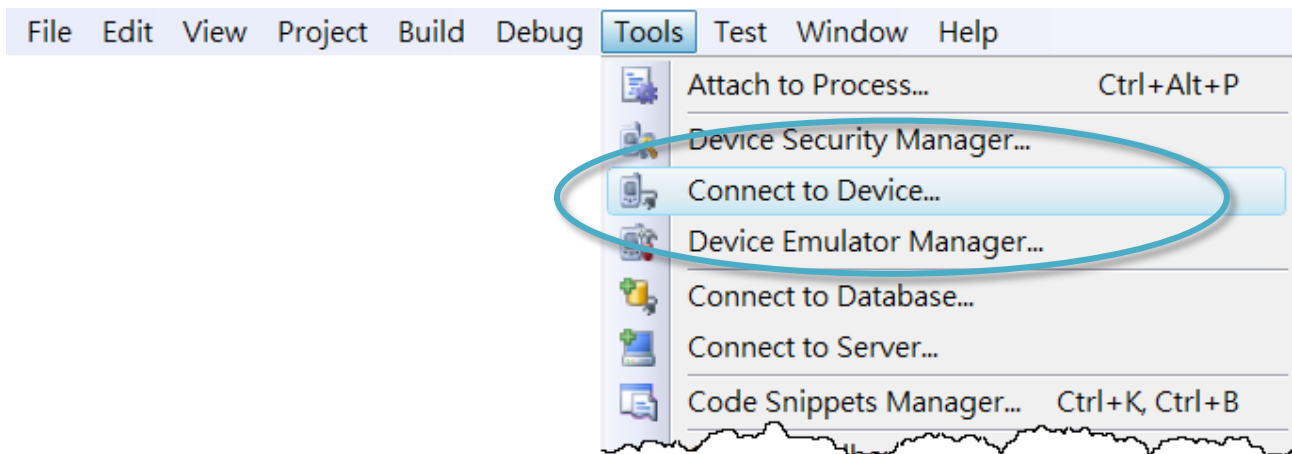 File Edit View Project Build Debug Tools Test Window Help
Attach to Process... Ctrl+Alt+P
Device Security Manager...
Connect to Device...
Device Emulator Manager...
Connect to Database...
Connect to Server...
Code Snippets Manager... Ctrl+K, Ctrl+B